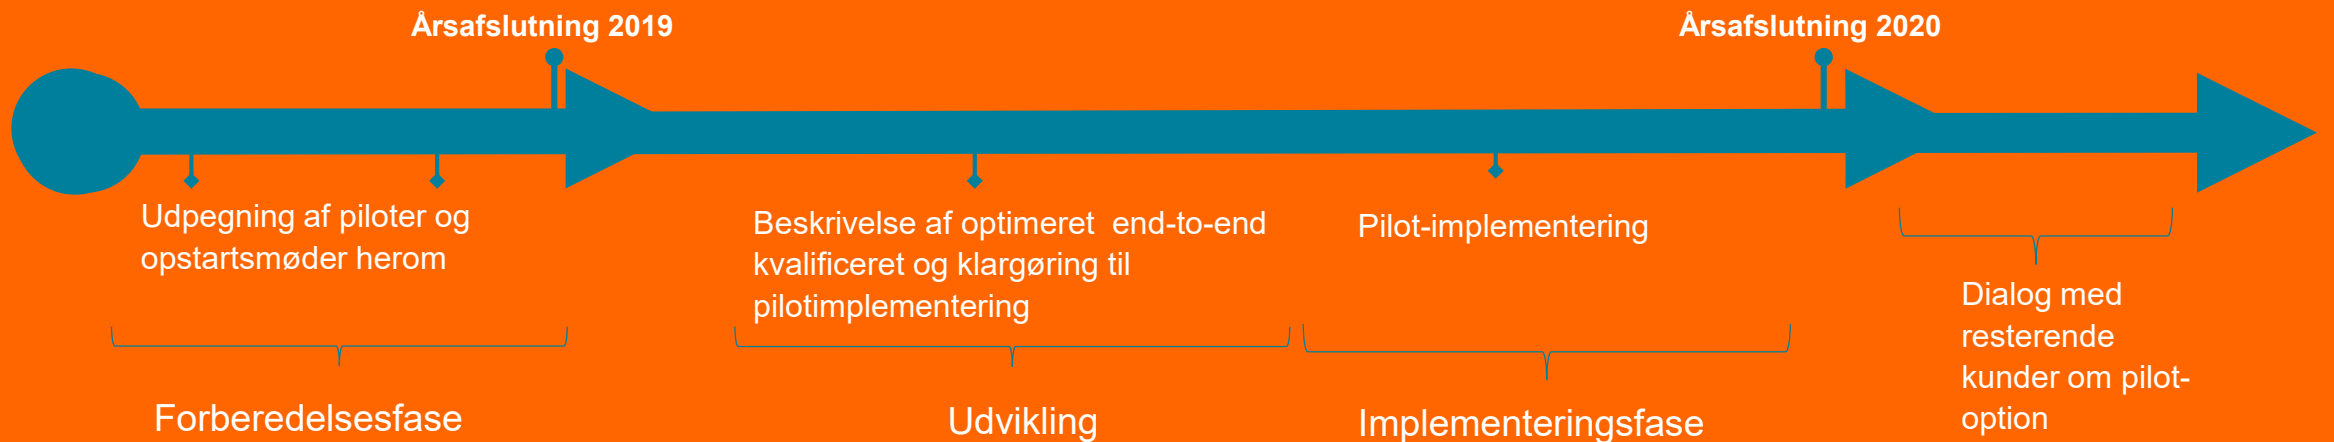 Årsafslutning 2019
Årsafslutning 2020
Udpegning af piloter og
opstartsmøder herom
Beskrivelse af optimeret  end-to-end
kvalificeret og klargøring til
pilotimplementering
Pilot-implementering
Dialog med
resterende
kunder om pilot-
option
Forberedelsesfase
Udvikling
Implementeringsfase